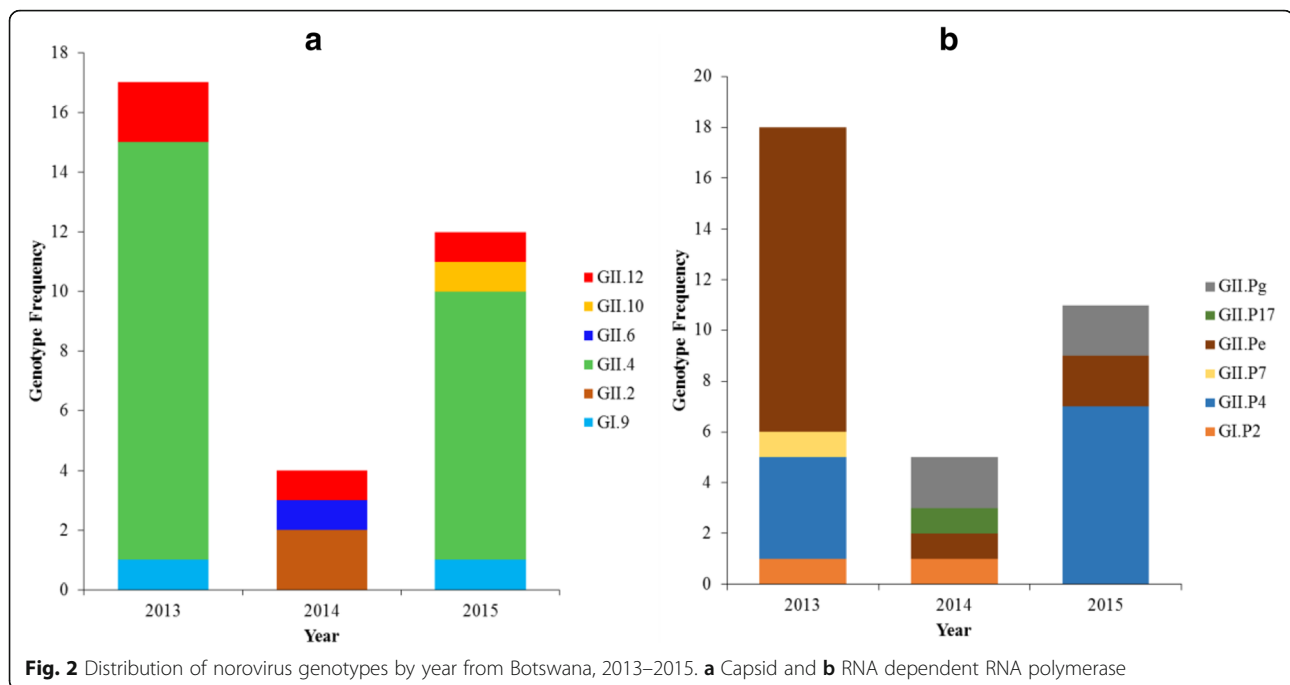 a
18
16
14
12
10
8
6
4
2
0
Genotype Frequency
2013
2014
2015
Year
GII.12
GII.10
GII.6
GII.4
GII.2
GI.9
b
20
18
16
14
12
10
8
6
4
2
0
Genotype Frequency
2013
2014
2015
Year
GII.Pg
GII.P17
GII.Pe
GII.P7
GII.P4
GI.P2
Fig. 2 Distribution of norovirus genotypes by year from Botswana, 2013–2015. a Capsid and b RNA dependent RNA polymerase